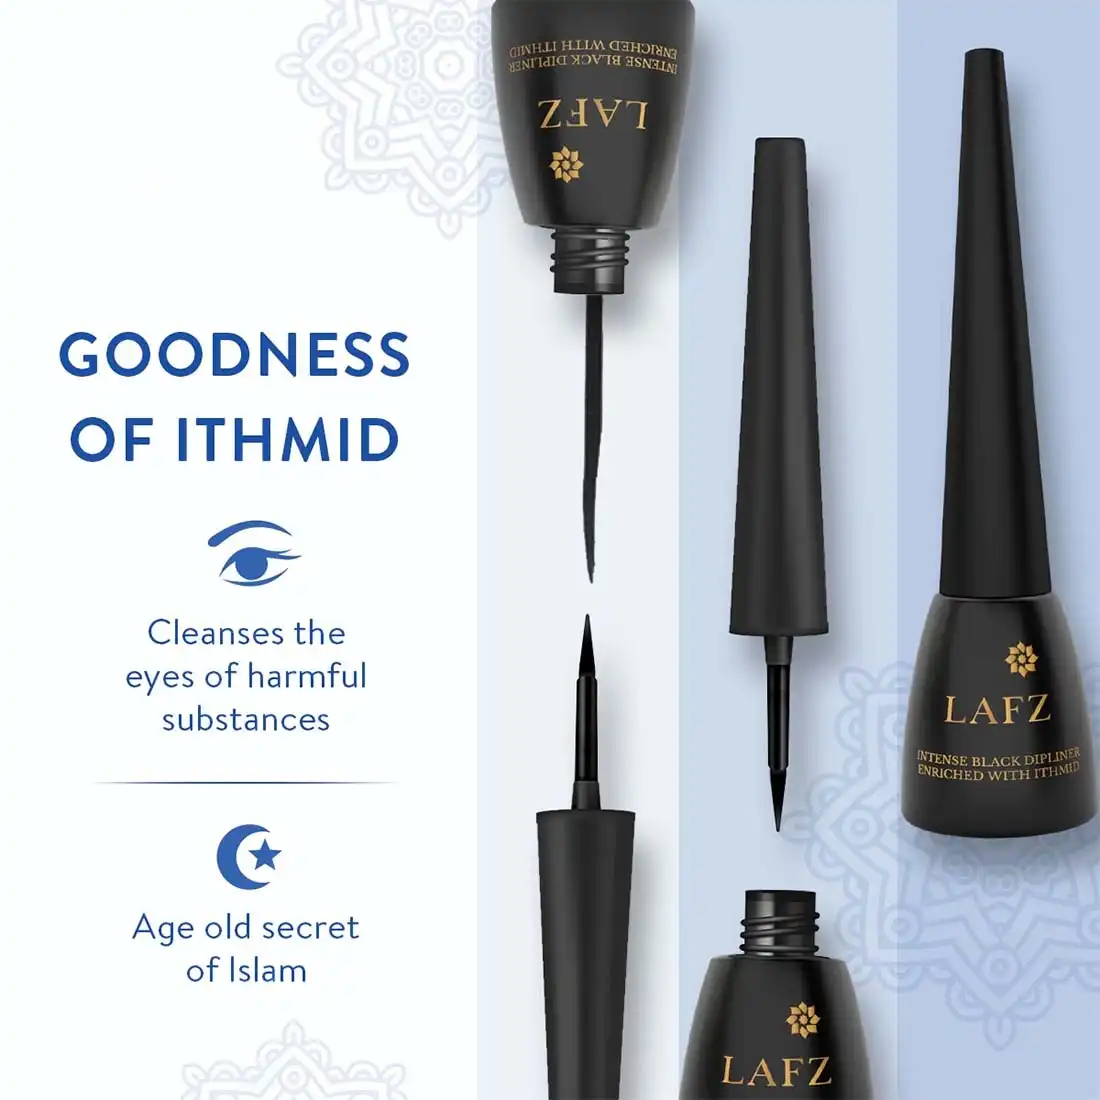 GOODNESS
OF ITHMID
Cleanses the
eyes of harmful
substances
Age old secret
of Islam
LAFZ
INTENSE BLACK DIPLINER
ENRICHED WITH ITHMID
LAFZ
INTENSE BLACK DIPLINER
ENRICHED WITH ITHMID
LAFZ